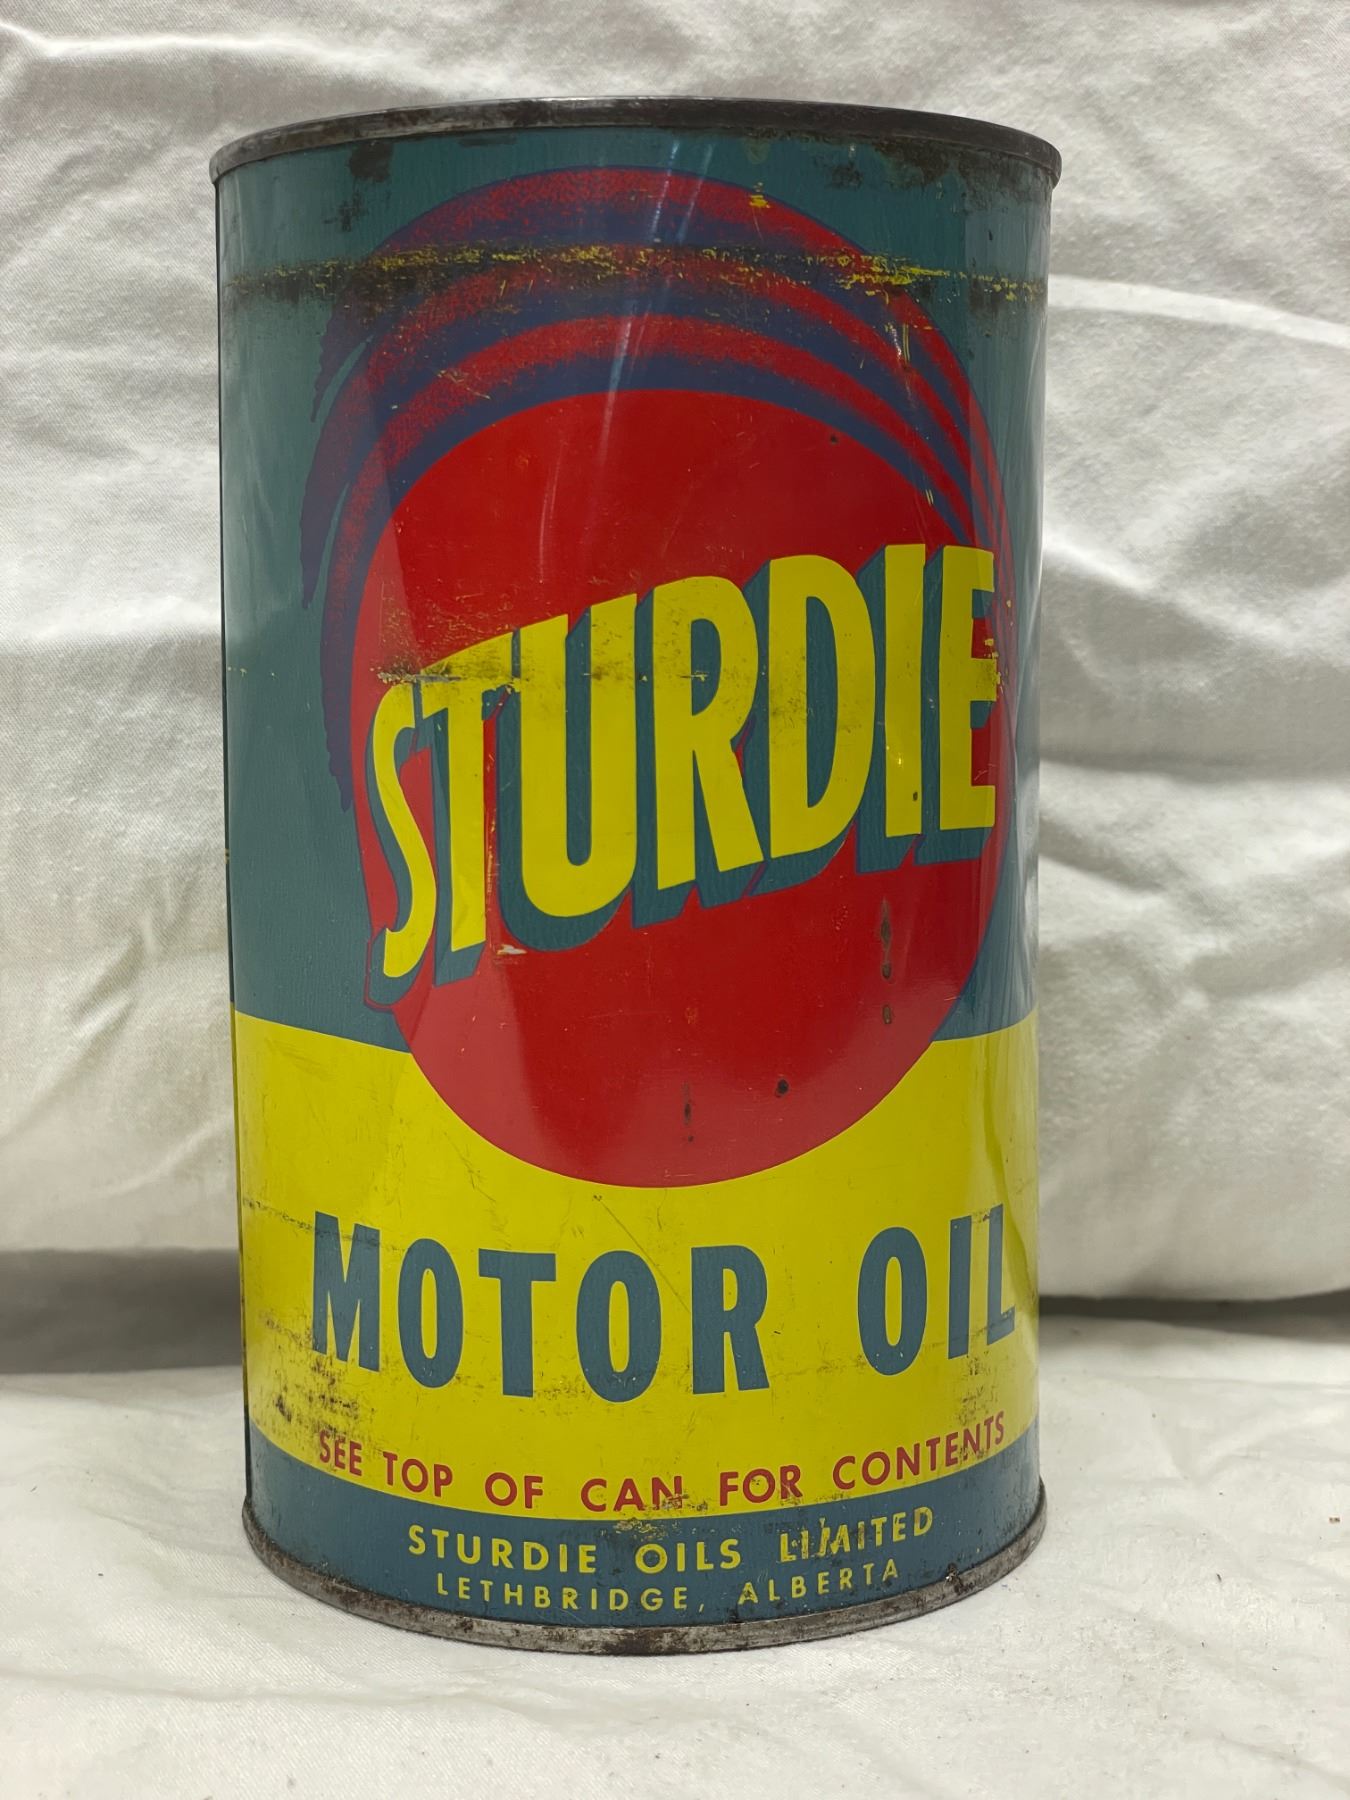 STURDIE
MOTOR OIL
SEE TOP OF CAN FOR CONTENTS
STURDIE OILS LIMITED
LETHBRIDGE, ALBERTA